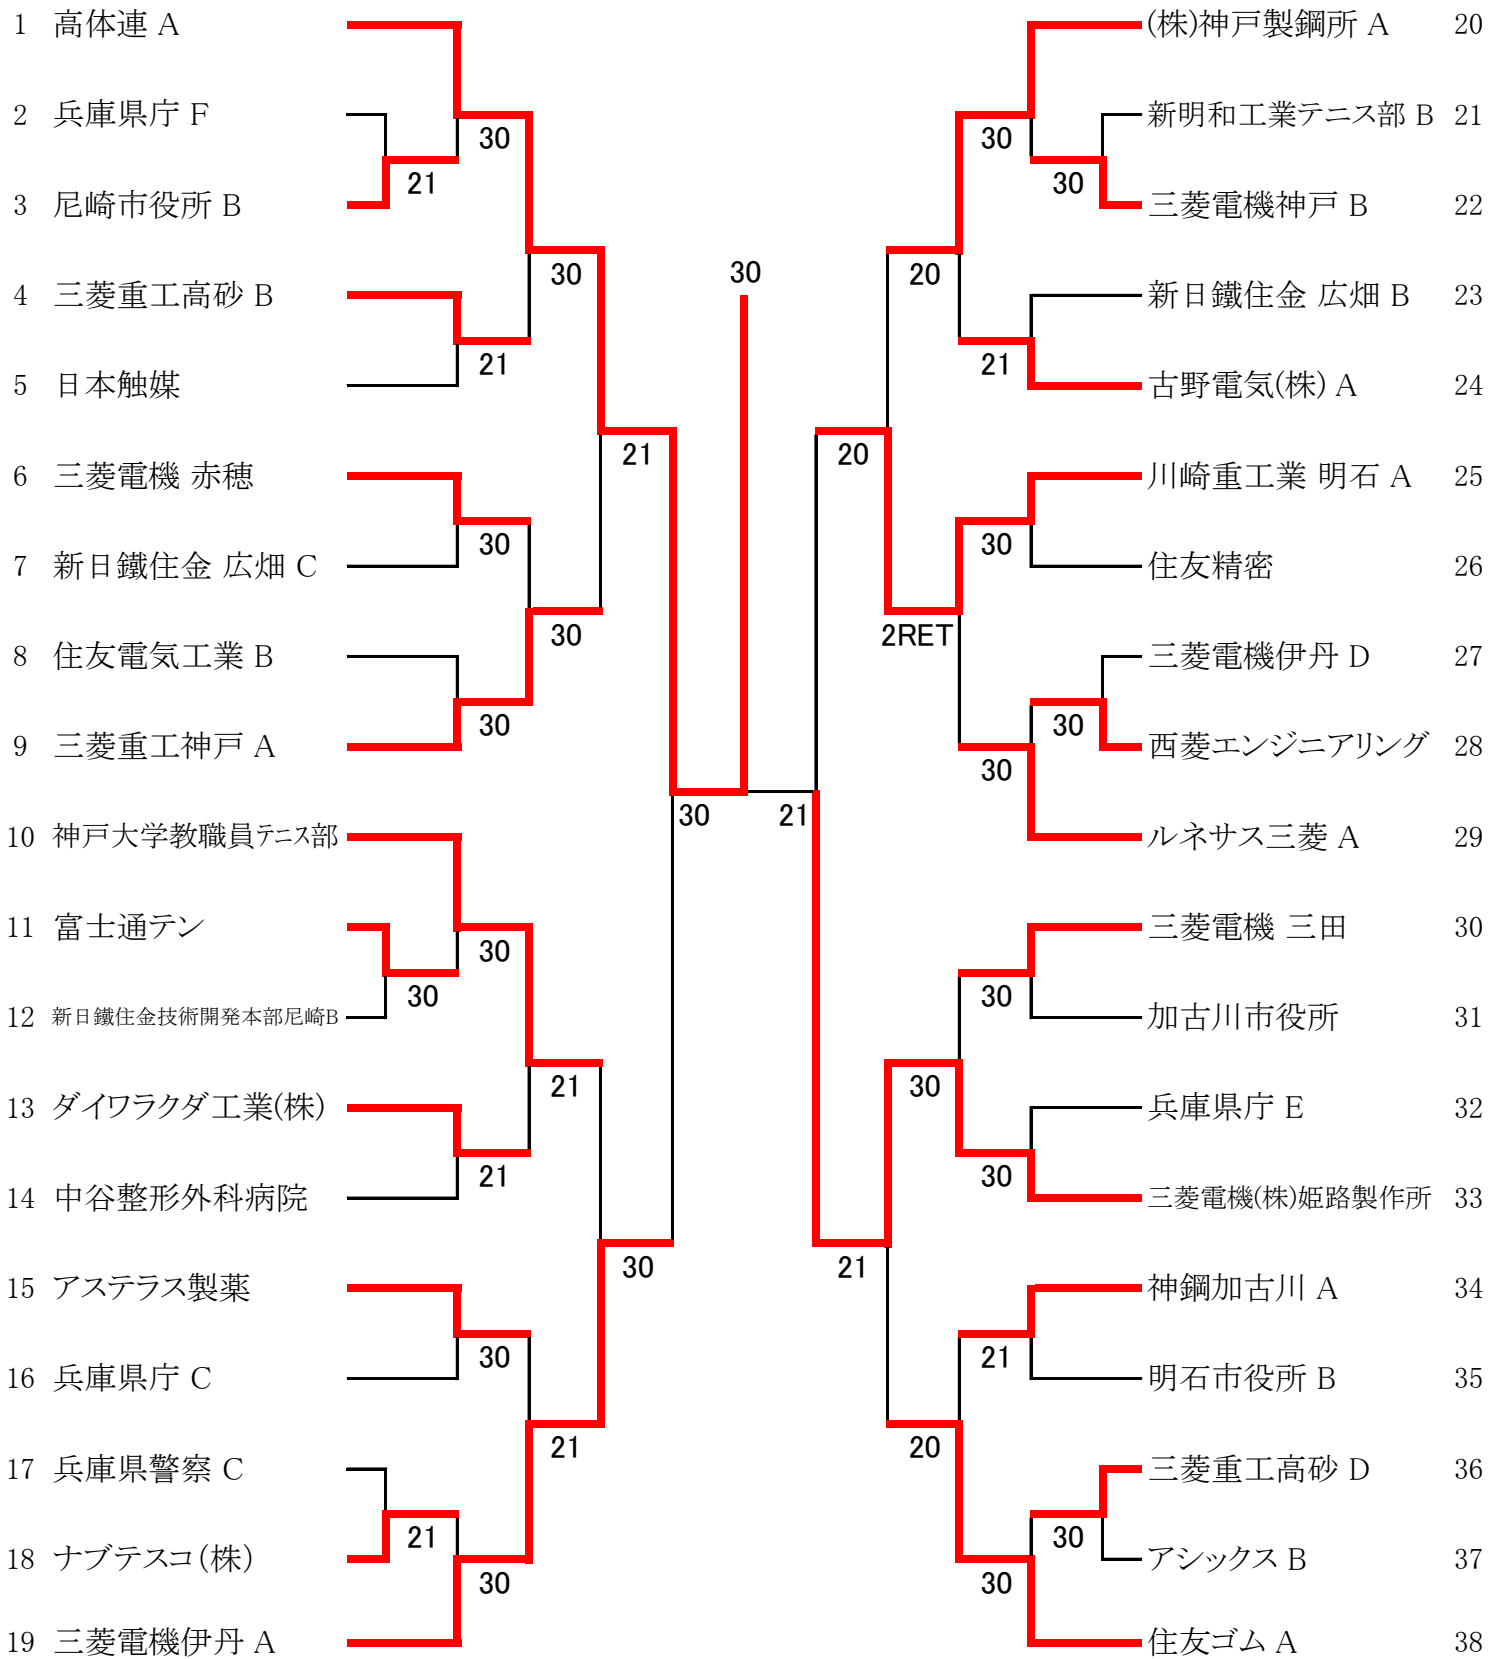 1 高体連 A
2 兵庫県庁 F
3 尼崎市役所 B
4 三菱重工高砂 B
5 日本触媒
6 三菱電機 赤穂
7 新日鐵住金 広畑 C
8 住友電気工業 B
9 三菱重工神戸 A
10 神戸大学教職員テニス部
11 富士通テン
12 新日鐵住金技術開発本部尼崎B
13 ダイワラクダ工業(株)
14 中谷整形外科病院
15 アステラス製薬
16 兵庫県庁 C
17 兵庫県警察 C
18 ナブテスコ(株)
19 三菱電機伊丹 A
21
30
21
30
30
30
30
21
30
30
21
21
30
21
30
21
30
30
30
21
20
2RET
20
30
21
30
20
21
30
30
21
30
30
30
21
30
30
30
30
(株)神戸製鋼所 A 20
新明和工業テニス部 B 21
三菱電機神戸 B 22
新日鐵住金 広畑 B 23
古野電気(株) A 24
川崎重工業 明石 A 25
住友精密 26
三菱電機伊丹 D 27
西菱エンジニアリング 28
ルネサス三菱 A 29
三菱電機 三田 30
加古川市役所 31
兵庫県庁 E 32
三菱電機(株)姫路製作所 33
神鋼加古川 A 34
明石市役所 B 35
三菱重工高砂 D 36
アシックス B 37
住友ゴム A 38